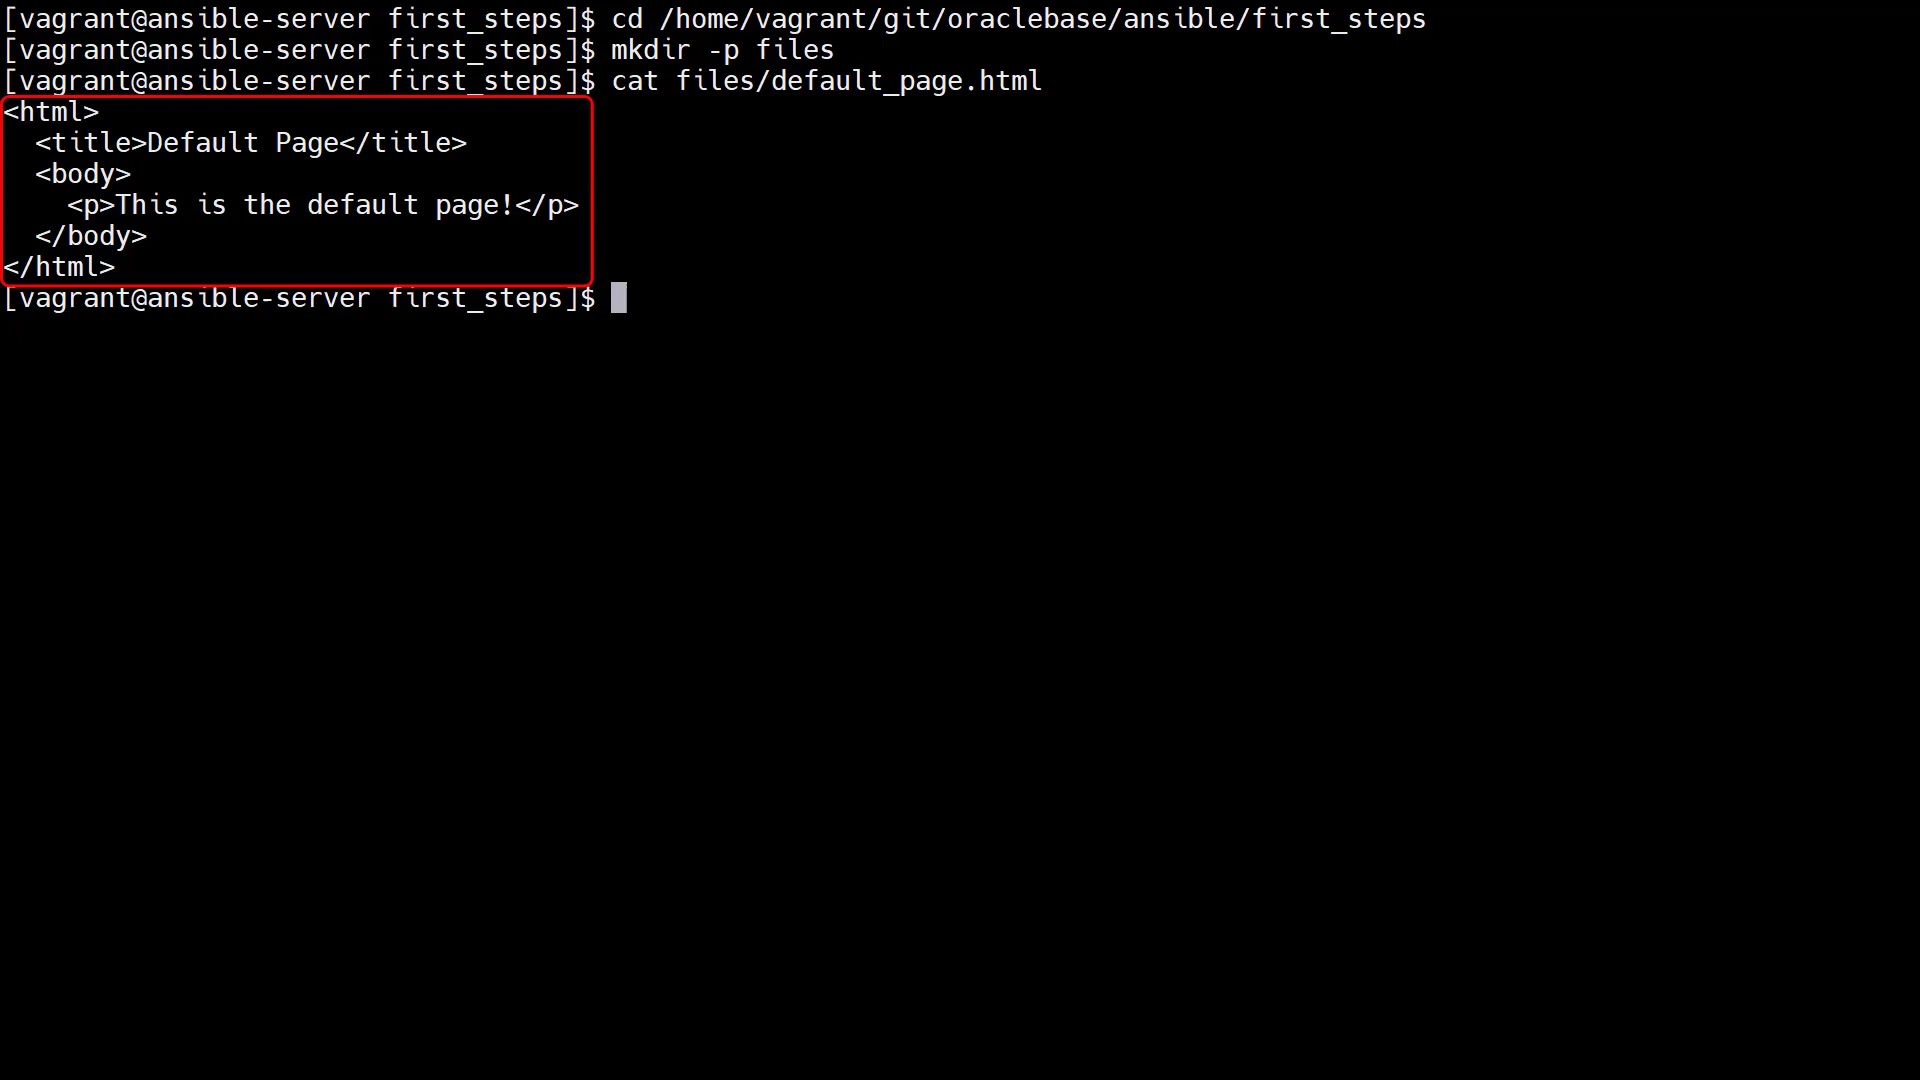 [vagrant@ansible-server first_steps]$ cd /home/vagrant/git/oraclebase/ansible/first_steps
[vagrant@ansible-server first_steps]$ mkdir -p files
[vagrant@ansible-server first_steps]$ cat files/default_page.html
<html>
  <title>Default Page</title>
  <body>
    <p>This is the default page!</p>
  </body>
</html>
[vagrant@ansible-server first_steps]$